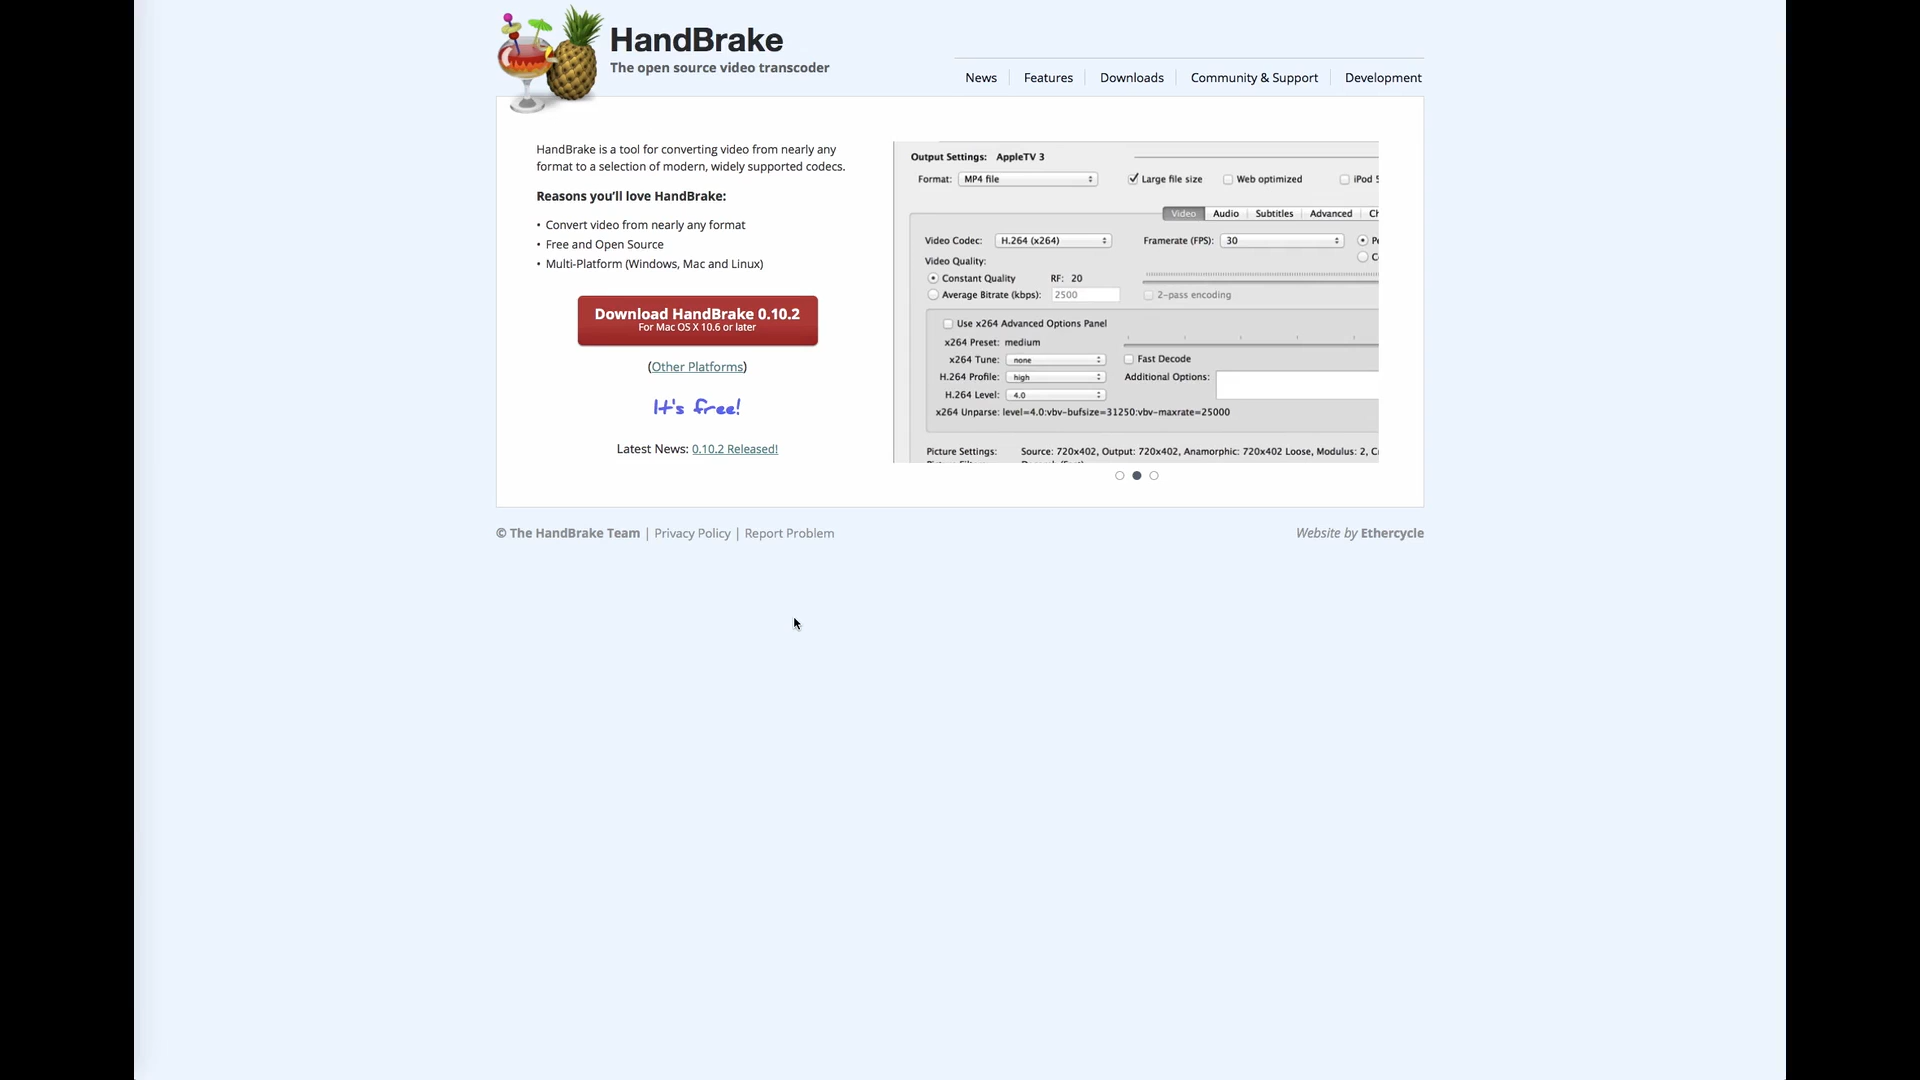 HandBrake
The open source video transcoder
News
Features
Downloads
Community & Support
Development
HandBrake is a tool for converting video from nearly any
format to a selection of modern, widely supported codecs.
Reasons you'll love HandBrake:
• Convert video from nearly any format
• Free and Open Source
• Multi-Platform (Windows, Mac and Linux)
Download HandBrake 0.10.2
For Mac OS X 10.6 or later
(Other Platforms)
It's free!
Latest News: 0.10.2 Released!
Output Settings: AppleTV 3
Format: MP4 file
Large file size
Web optimized
iPod 5
Video
Audio
Subtitles
Advanced
Ch
Video Codec: H.264 (x264)
Framerate (FPS): 30
Video Quality:
Constant Quality RF: 20
Average Bitrate (kbps): 2500
2-pass encoding
Use x264 Advanced Options Panel
x264 Preset: medium
x264 Tune: none
Fast Decode
H.264 Profile: high
Additional Options:
H.264 Level: 4.0
x264 Unparse: level=4.0:vbv-bufsize=31250:vbv-maxrate=25000
Picture Settings: Source: 720x402, Output: 720x402, Anamorphic: 720x402 Loose, Modulus: 2, C
© The HandBrake Team | Privacy Policy | Report Problem
Website by Ethercycle